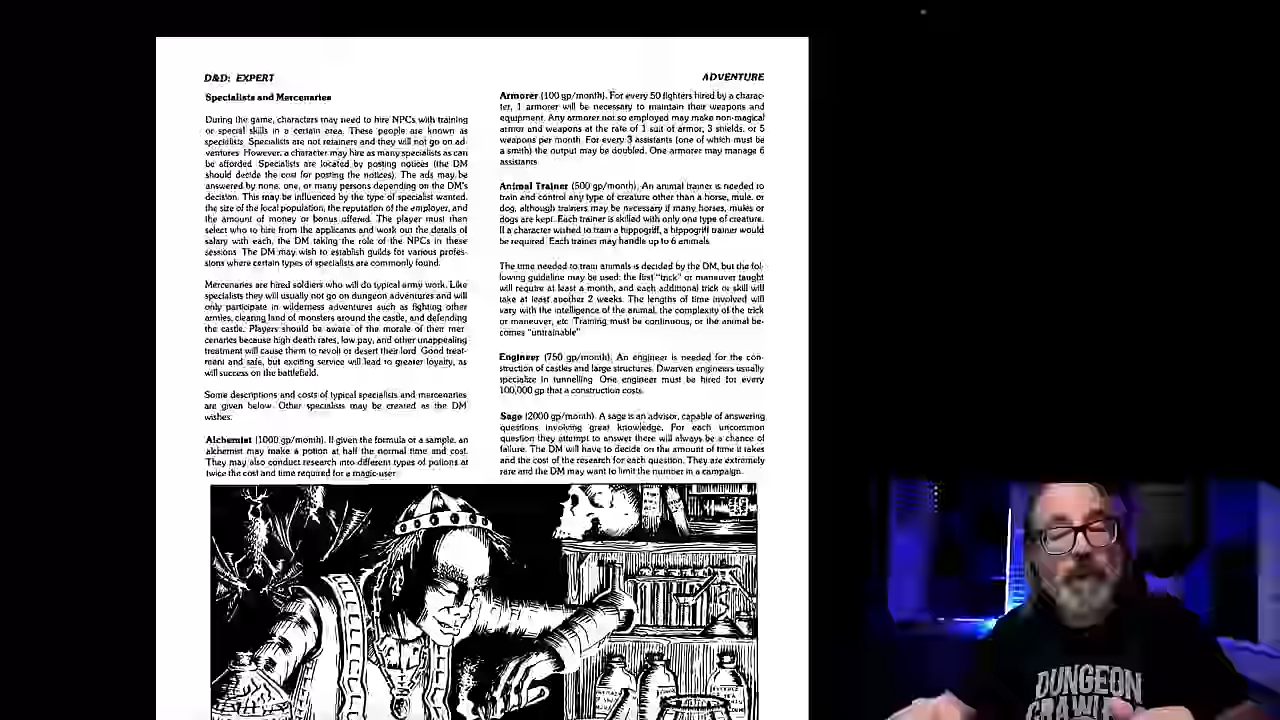 D&D: EXPERT
ADVENTURE
Specialists and Mercenaries
During the game, characters may need to hire NPCs with training
or special skills in a certain area. These people are known as
specialists. Specialists are not retainers and they will not go on ad-
ventures. However, a character may hire as many specialists as can
be afforded. Specialists are located by posting notices (the DM
should decide the cost for posting the notices). The ads may be
answered by none, one, or many persons depending on the DM's
decision. This may be influenced by the type of specialist wanted,
the size of the local population, the reputation of the employer, and
the amount of money or bonus offered. The player must then
select who to hire from the applicants and work out the details of
salary with each, the DM taking the role of the NPCs in these
sessions. The DM may wish to establish guilds for various profes-
sions where certain types of specialists are commonly found.
Mercenaries are hired soldiers who will do typical army work. Like
specialists they will usually not go on dungeon adventures and will
only participate in wilderness adventures such as fighting other
armies, clearing land of monsters around the castle, and defending
the castle. Players should be aware of the morale of their mer-
cenaries because high death rates, low pay, and other unappealing
treatment will cause them to revolt or desert their lord. Good treat-
ment and safe, but exciting service will lead to greater loyalty, as
will success on the battlefield.
Some descriptions and costs of typical specialists and mercenaries
are given below. Other specialists may be created as the DM
wishes.
Alchemist (1000 gp/month). If given the formula or a sample, an
alchemist may make a potion at half the normal time and cost.
They may also conduct research into different types of potions at
twice the cost and time required for a magic-user.
Armorer (100 gp/month). For every 50 fighters hired by a charac-
ter, 1 armorer will be necessary to maintain their weapons and
equipment. Any armorer not so employed may make non-magical
armor and weapons at the rate of 1 suit of armor, 3 shields, or 5
weapons per month. For every 3 assistants (one of which must be
a smith) the output may be doubled. One armorer may manage 6
assistants.
Animal Trainer (500 gp/month). An animal trainer is needed to
train and control any type of creature other than a horse, mule, or
dog, although trainers may be necessary if many horses, mules or
dogs are kept. Each trainer is skilled with only one type of creature.
If a character wished to train a hippogriff, a hippogriff trainer would
be required. Each trainer may handle up to 6 animals.
The time needed to train animals is decided by the DM, but the fol-
lowing guideline may be used: the first "trick" or maneuver taught
will require at least a month, and each additional trick or skill will
take at least another 2 weeks. The lengths of time involved will
vary with the intelligence of the animal, the complexity of the trick
or maneuver, etc. Training must be continuous, or the animal be-
comes "untrainable"
Engineer (750 gp/month). An engineer is needed for the con-
struction of castles and large structures. Dwarven engineers usually
specialize in tunnelling. One engineer must be hired for every
100,000 gp that a construction costs.
Sage (2000 gp/month). A sage is an advisor, capable of answering
questions involving great knowledge. For each uncommon
question they attempt to answer there will always be a chance of
failure. The DM will have to decide on the amount of time it takes
and the cost of the research for each question. They are extremely
rare and the DM may want to limit the number in a campaign.
DUNGEON